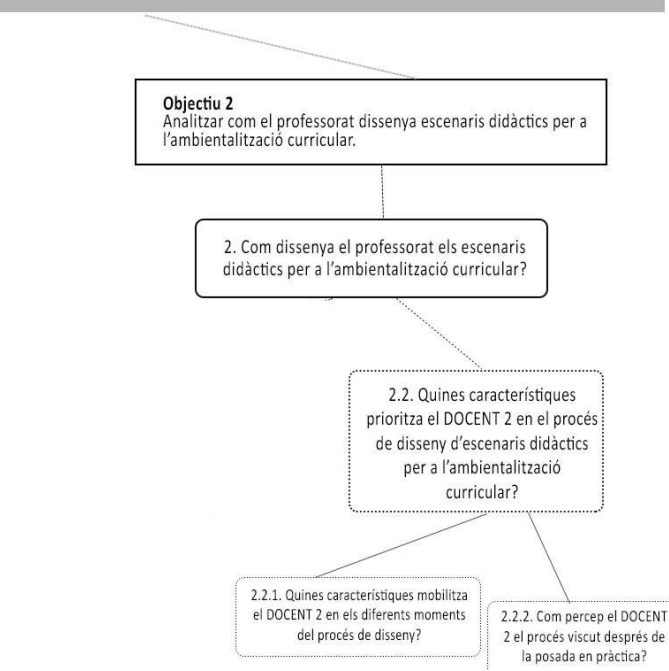 Objectiu 2
Analitzar com el professorat dissenya escenaris didàctics per a
l'ambientalització curricular.
2. Com dissenya el professorat els escenaris
didàctics per a l'ambientalització curricular?
2.2. Quines característiques
prioritza el DOCENT 2 en el procés
de disseny d'escenaris didàctics
per a l'ambientalització
curricular?
2.2.1. Quines característiques mobilitza
el DOCENT 2 en els diferents moments
del procés de disseny?
2.2.2. Com percep el DOCENT
2 el procés viscut després de
la posada en pràctica?